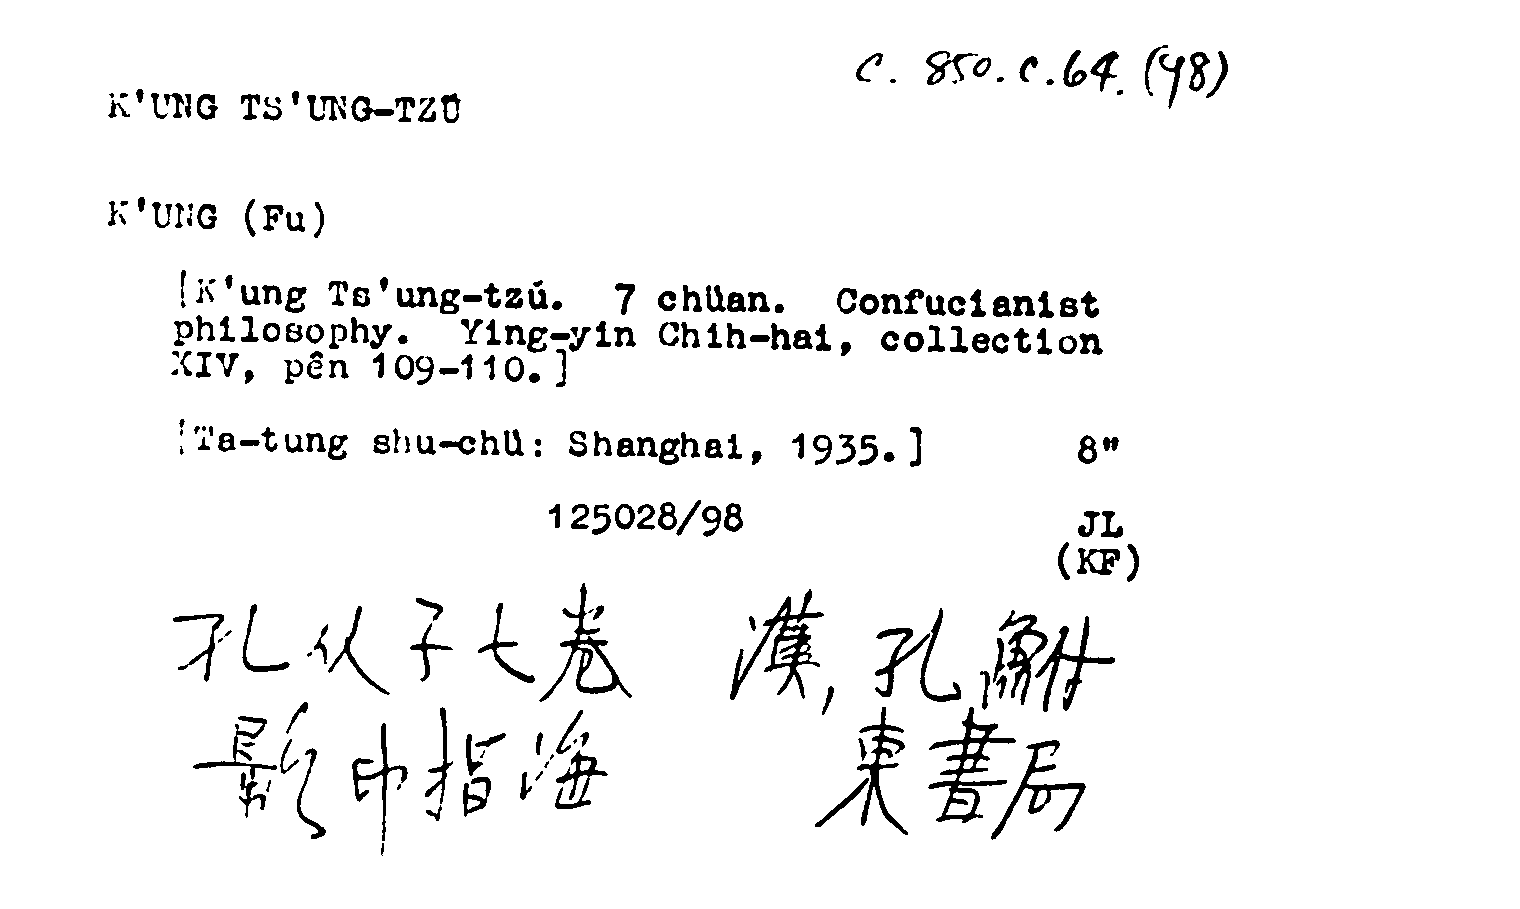 C. 850.c.64.(48)
K'UNG TS'UNG-TZŬ
K'UNG (Fu)
[K'ung Ts'ung-tzŭ. 7 chüan. Confucianist
philosophy. Ying-yin Chih-hai, collection
XIV, pên 109-110.]
[Ta-tung shu-chü: Shanghai, 1935.] 8"
125028/98 JL
(KF)
孔从子七卷 漢,孔鮒
影印指海 東書局